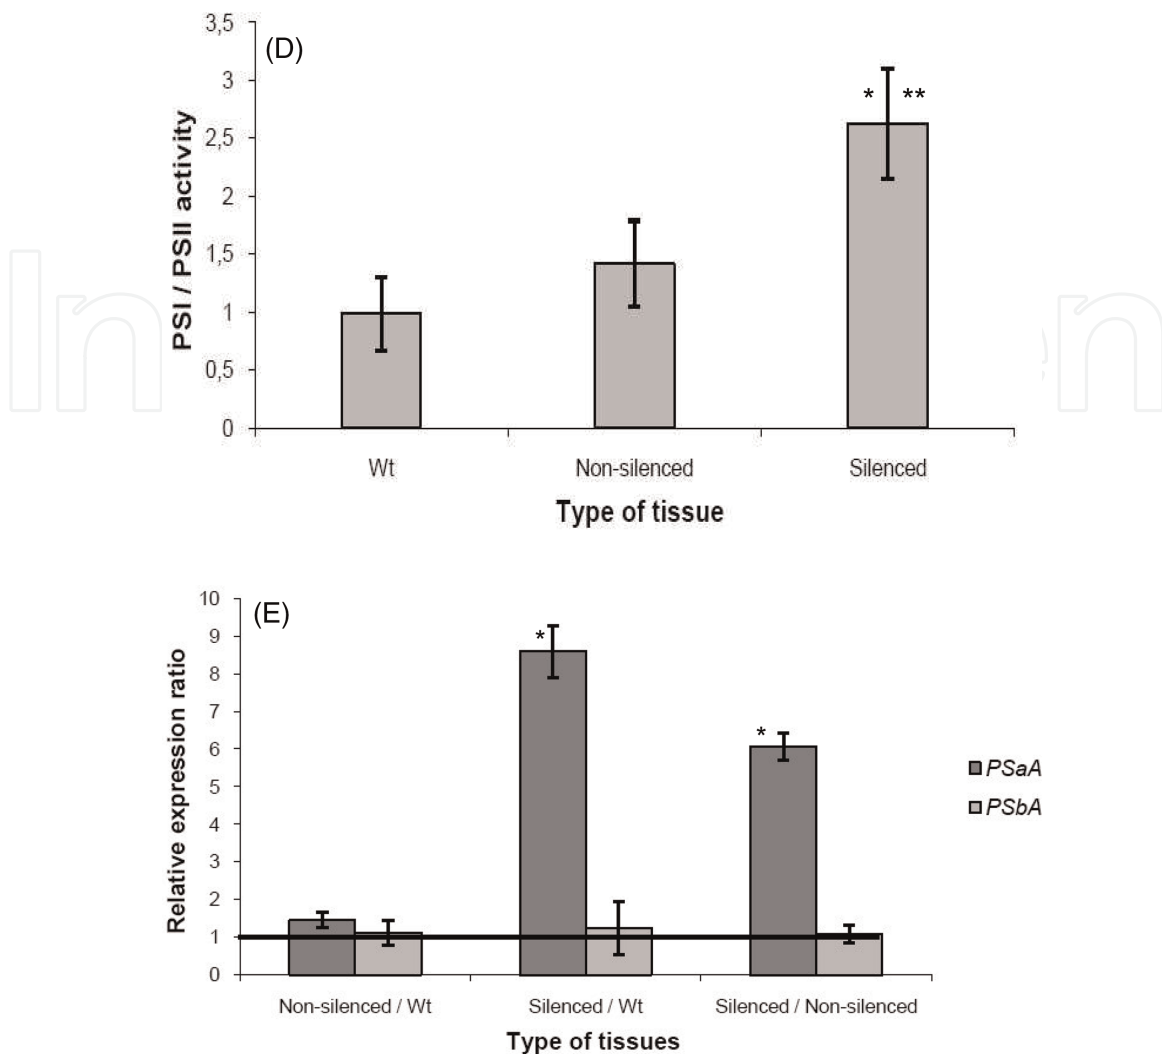 (D)
3,5
3
2,5
2
1,5
1
0,5
0
PSI / PSII activity
* **
Wt Non-silenced Silenced
Type of tissue
(E)
10
9
8
7
6
5
4
3
2
1
0
Relative expression ratio
*
*
PSaA
PSbA
Non-silenced / Wt Silenced / Wt Silenced / Non-silenced
Type of tissues
In en